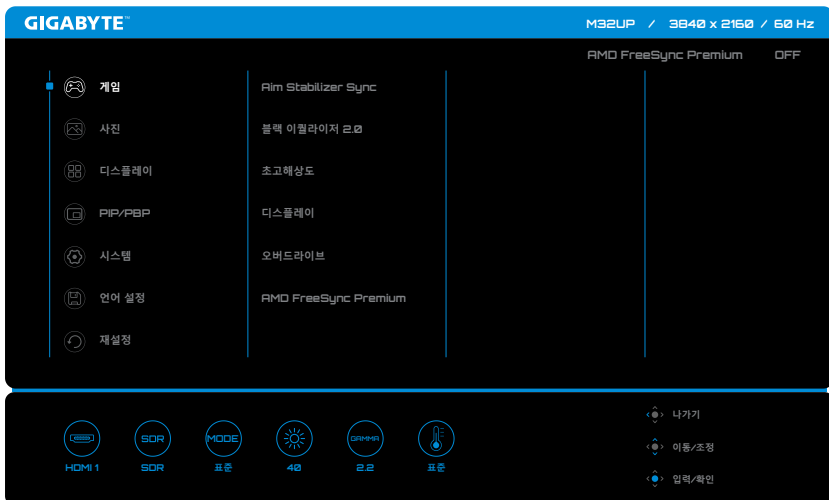 GIGABYTE™ M32UP / 3840 x 2160 / 60 Hz
AMD FreeSync Premium OFF
게임 Aim Stabilizer Sync
사진 블랙 이퀄라이저 2.0
디스플레이 초고해상도
PIP/PBP 디스플레이
시스템 오버드라이브
언어 설정 AMD FreeSync Premium
재설정
나가기
SDR MODE GAMMA
이동/조정
HDMI 1 SDR 표준 40 2.2 표준
입력/확인